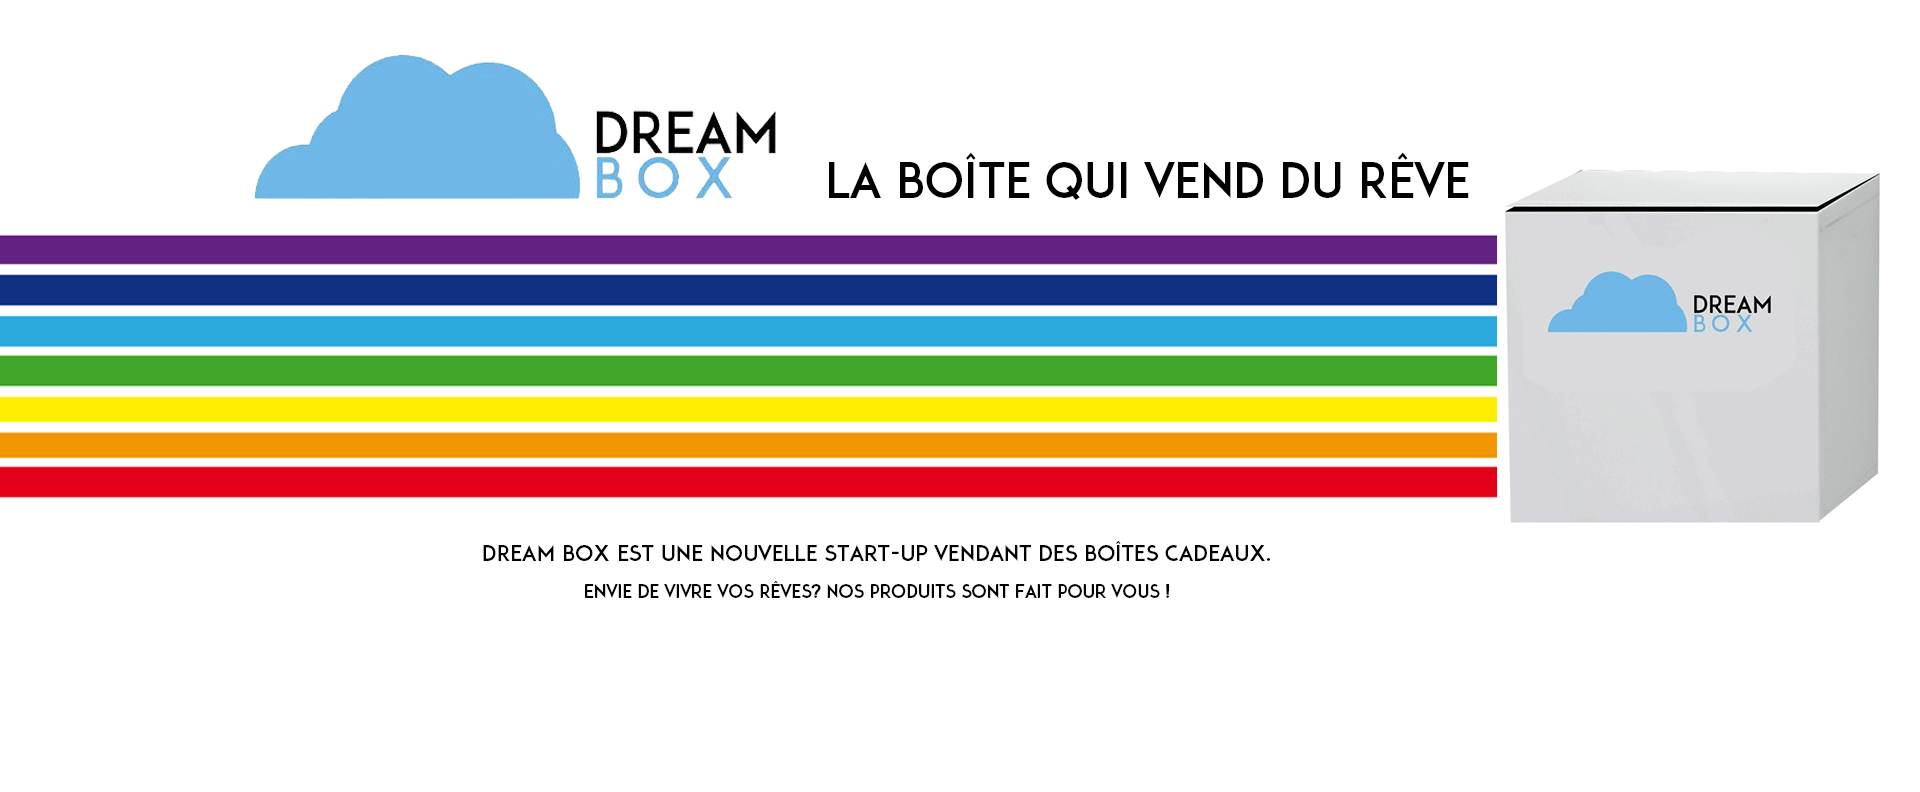 DREAM
BOX
LA BOÎTE QUI VEND DU RÊVE
DREAM
BOX
DREAM BOX EST UNE NOUVELLE START-UP VENDANT DES BOÎTES CADEAUX.
ENVIE DE VIVRE VOS RÊVES? NOS PRODUITS SONT FAIT POUR VOUS !